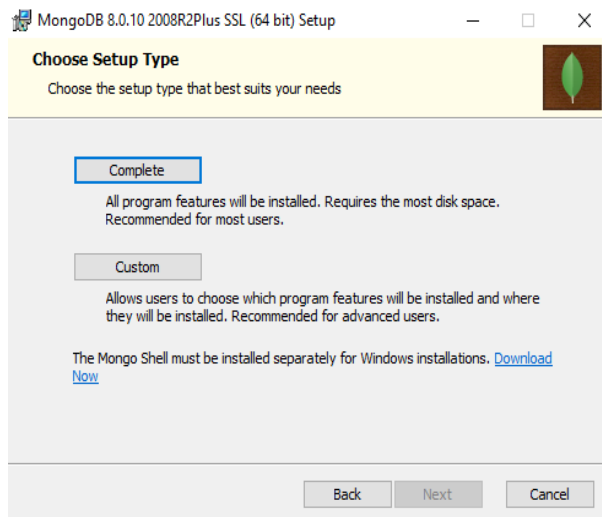 MongoDB 8.0.10 2008R2Plus SSL (64 bit) Setup
Choose Setup Type
Choose the setup type that best suits your needs
Complete
All program features will be installed. Requires the most disk space.
Recommended for most users.
Custom
Allows users to choose which program features will be installed and where
they will be installed. Recommended for advanced users.
The Mongo Shell must be installed separately for Windows installations. Download
Now
Back Next Cancel